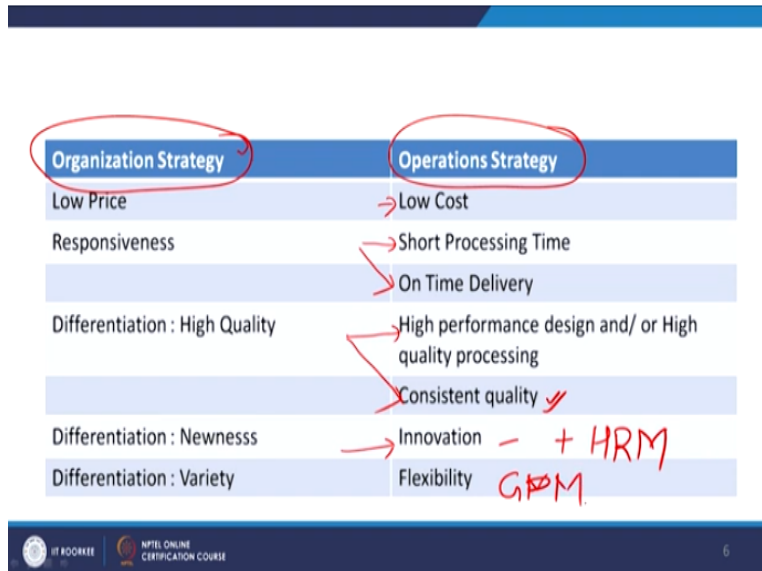 Organization Strategy Operations Strategy
Low Price Low Cost
Responsiveness Short Processing Time
On Time Delivery
Differentiation : High Quality High performance design and/ or High
quality processing
Consistent quality
Differentiation : Newnesss Innovation – + HRM
Differentiation : Variety Flexibility
IIT ROORKEE NPTEL ONLINE
CERTIFICATION COURSE 6